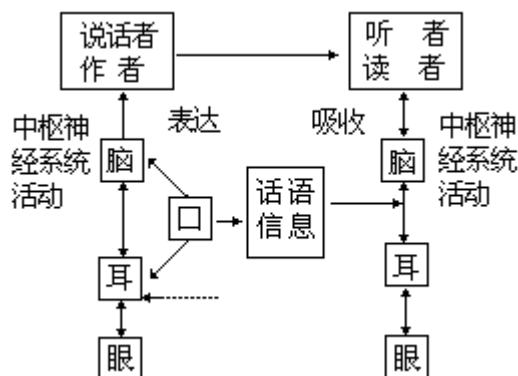 说话者
作 者
听 者
读 者
表达
吸收
中枢神
经系统
活动
脑
口
话 语
信 息
中枢神
经系统
活动
脑
耳
耳
眼
眼